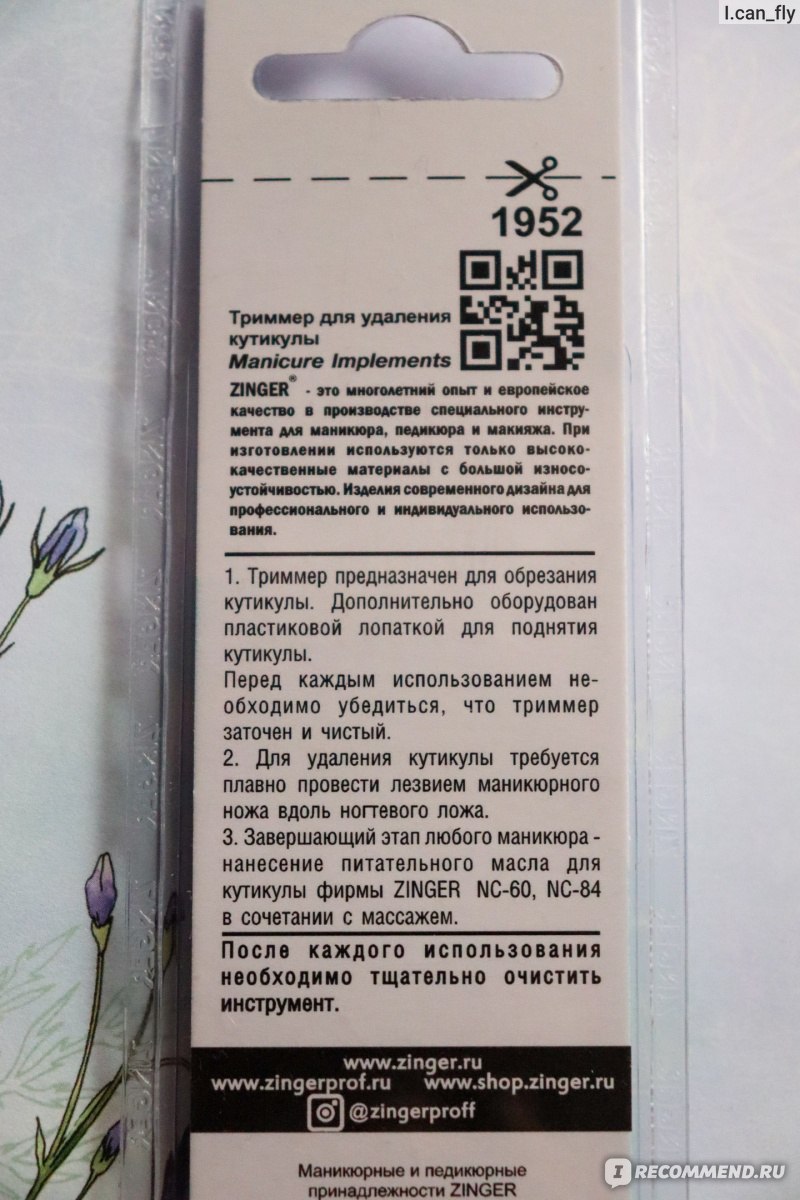 I.can_fly
1952
Триммер для удаления
кутикулы
Manicure Implements
ZINGER® - это многолетний опыт и европейское
качество в производстве специального инстру-
мента для маникюра, педикюра и макияжа. При
изготовлении используются только высоко-
качественные материалы с большой износо-
устойчивостью. Изделия современного дизайна для
профессионального и индивидуального использо-
вания.
1. Триммер предназначен для обрезания
кутикулы. Дополнительно оборудован
пластиковой лопаткой для поднятия
кутикулы.
Перед каждым использованием не-
обходимо убедиться, что триммер
заточен и чистый.
2. Для удаления кутикулы требуется
плавно провести лезвием маникюрного
ножа вдоль ногтевого ложа.
3. Завершающий этап любого маникюра -
нанесение питательного масла для
кутикулы фирмы ZINGER NC-60, NC-84
в сочетании с массажем.
После каждого использования
необходимо тщательно очистить
инструмент.
www.zinger.ru
www.zingerprof.ru www.shop.zinger.ru
@zingerproff
Маникюрные и педикюрные
принадлежности ZINGER
I RECOMMEND.RU